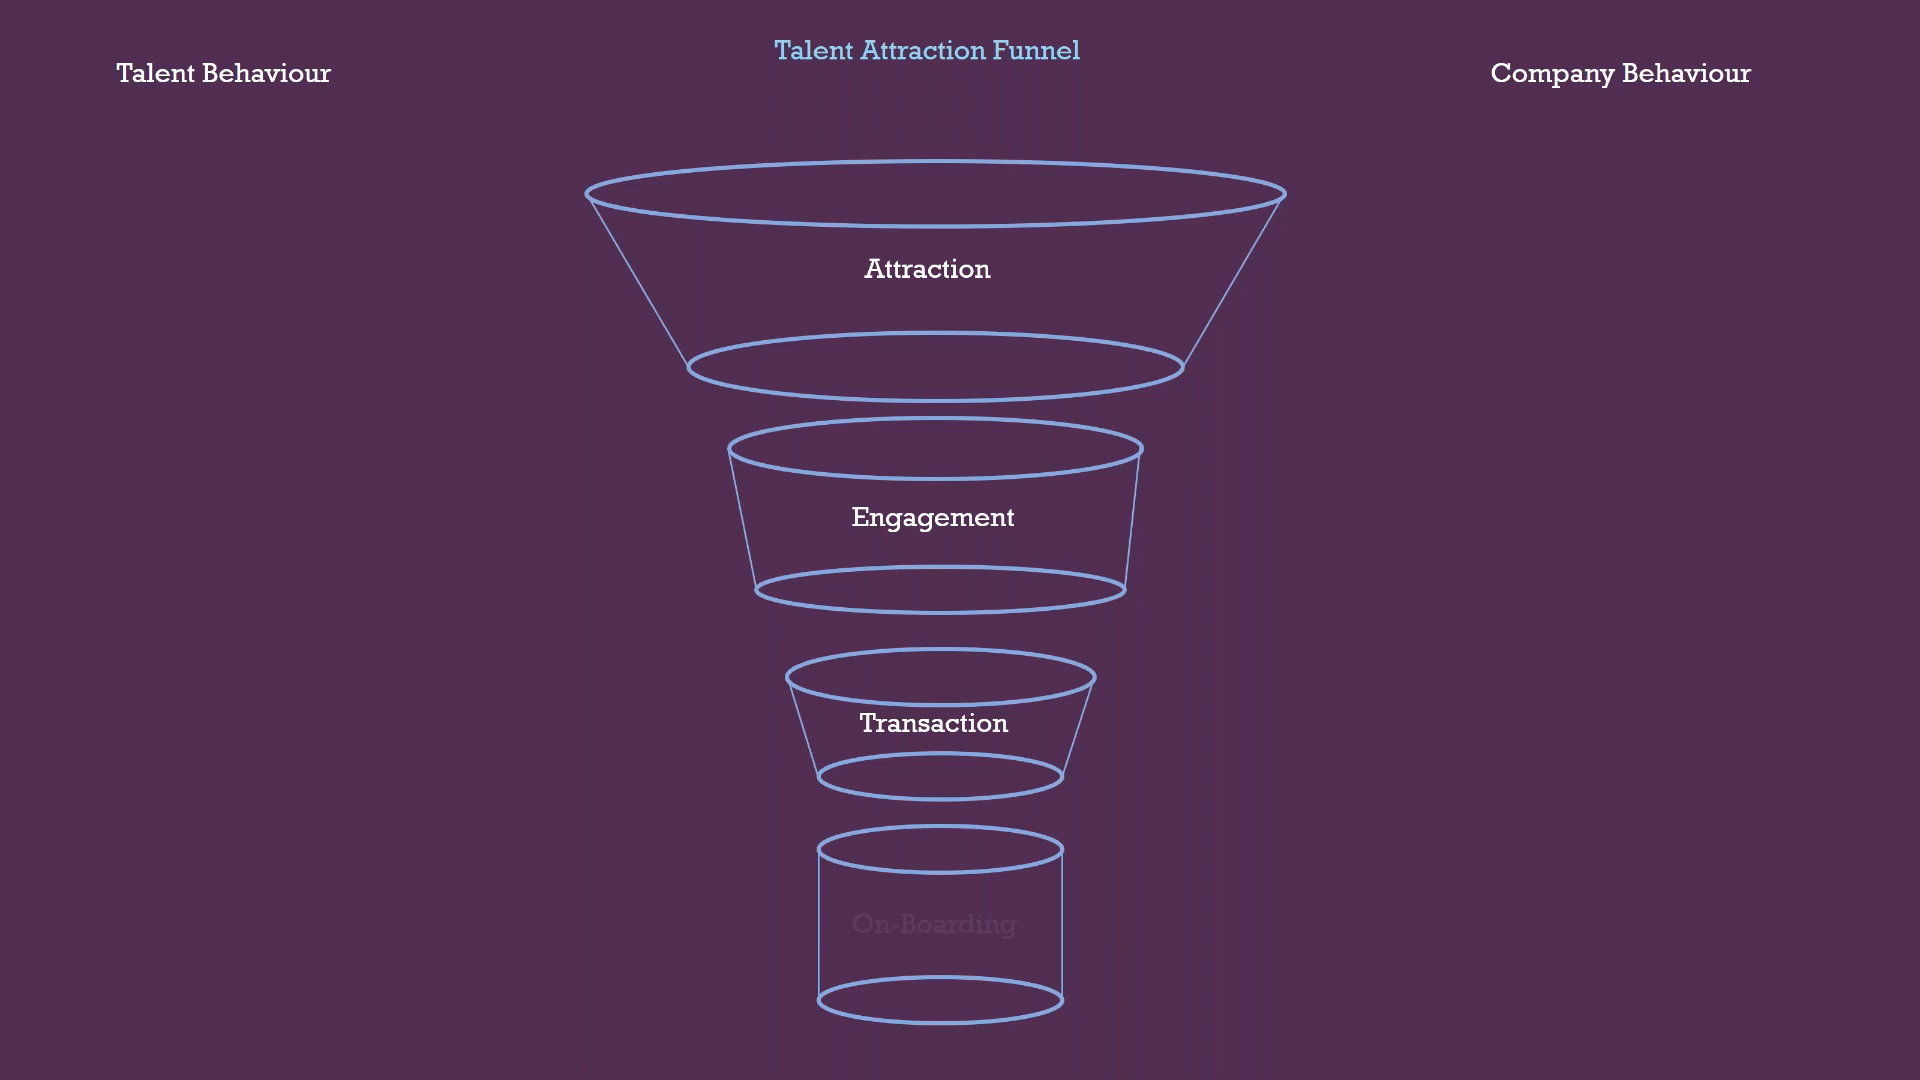 Talent Attraction Funnel
Talent Behaviour
Company Behaviour
Attraction
Engagement
Transaction
On-Boarding